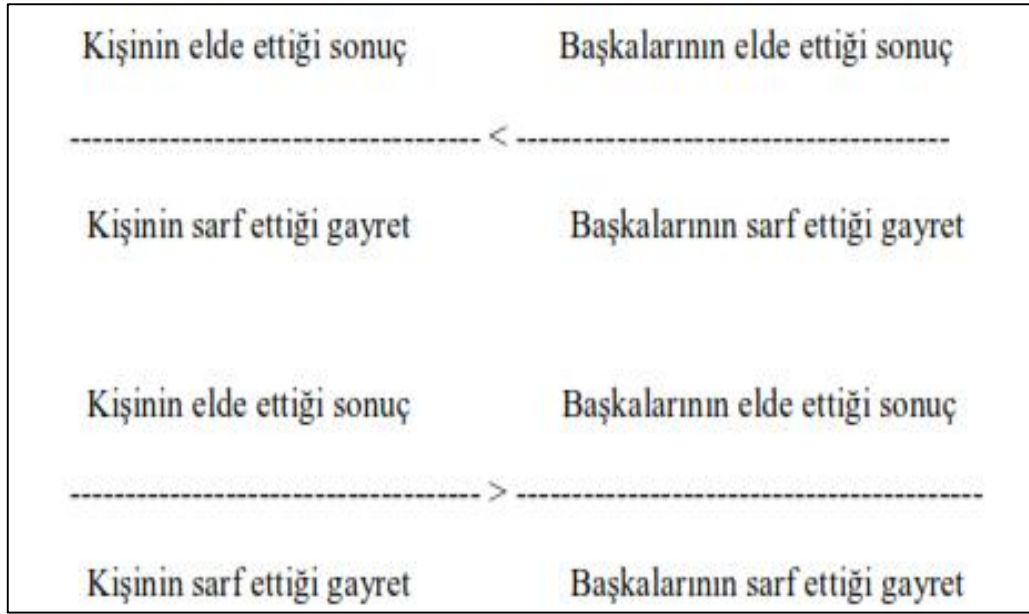 Kişinin elde ettiği sonuç Başkalarının elde ettiği sonuç
------------------------------------- < ---------------------------------------
Kişinin sarf ettiği gayret Başkalarının sarf ettiği gayret
Kişinin elde ettiği sonuç Başkalarının elde ettiği sonuç
------------------------------------- > ------------------------------------------
Kişinin sarf ettiği gayret Başkalarının sarf ettiği gayret